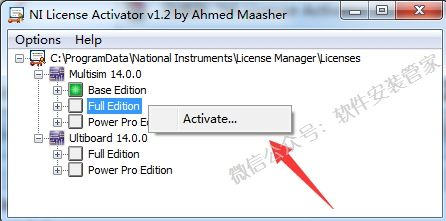 NI License Activator v1.2 by Ahmed Maasher
Options Help
C:\ProgramData\National Instruments\License Manager\Licenses
Multisim 14.0.0
Base Edition
Full Edition
Activate...
Power Pro Ed
Ultiboard 14.0.0
Full Edition
Power Pro Edition
微信公众号：软件安装管家